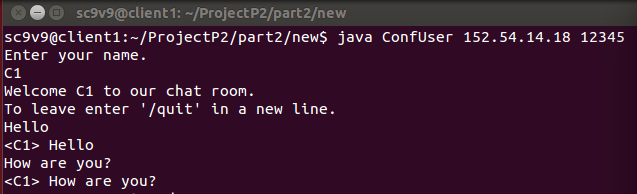 sc9v9@client1: ~/ProjectP2/part2/new
sc9v9@client1:~/ProjectP2/part2/new$ java ConfUser 152.54.14.18 12345
Enter your name.
C1
Welcome C1 to our chat room.
To leave enter '/quit' in a new line.
Hello
<C1> Hello
How are you?
<C1> How are you?